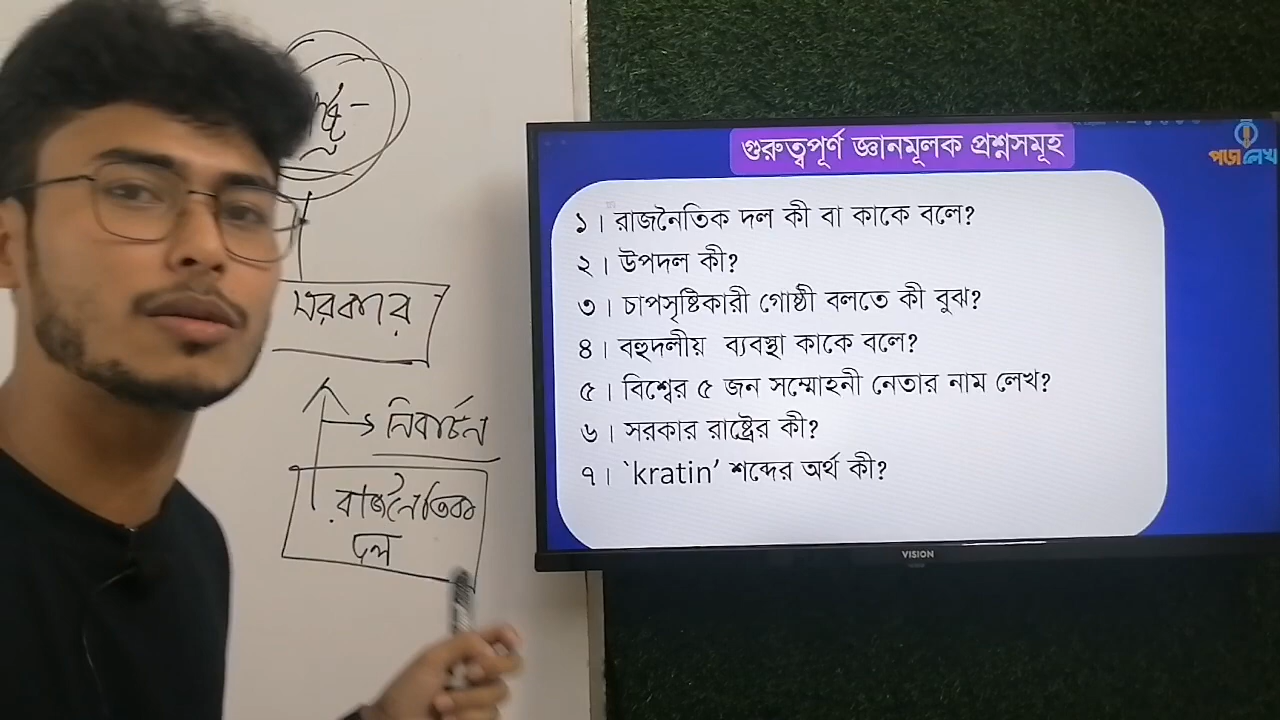 গুরুত্বপূর্ণ জ্ঞানমূলক প্রশ্নসমূহ
পড়ালেখা
১। রাজনৈতিক দল কী বা কাকে বলে?
২। উপদল কী?
৩। চাপসৃষ্টিকারী গোষ্ঠী বলতে কী বুঝ?
৪। বহুদলীয় ব্যবস্থা কাকে বলে?
৫। বিশ্বের ৫ জন সম্মোহনী নেতার নাম লেখ?
৬। সরকার রাষ্ট্রের কী?
৭। `kratin’ শব্দের অর্থ কী?
VISION
সরকার
নির্বাচন
রাজনৈতিক
দল